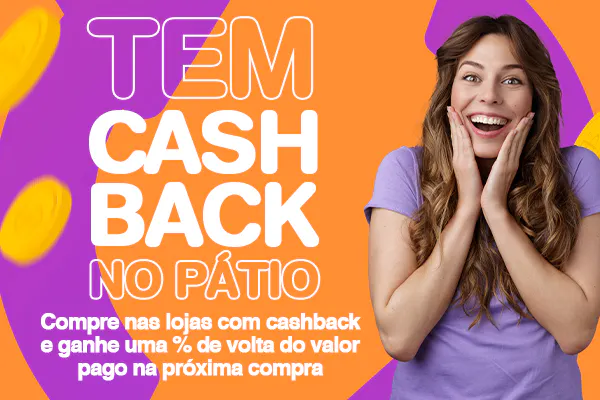 TEM
CASH
BACK
NO PÁTIO
Compre nas lojas com cashback
e ganhe uma % de volta do valor
pago na próxima compra